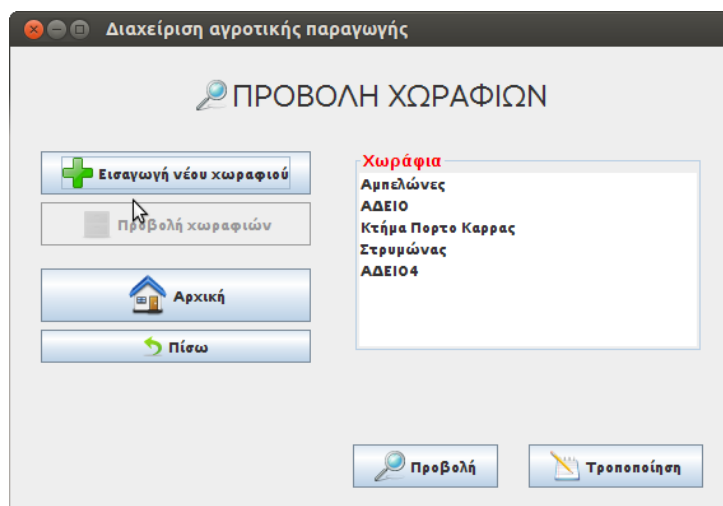 Διαχείριση αγροτικής παραγωγής
ΠΡΟΒΟΛΗ ΧΩΡΑΦΙΩΝ
Εισαγωγή νέου χωραφιού
Προβολή χωραφιών
Αρχική
Πίσω
Χωράφια
Αμπελώνες
ΑΔΕΙΟ
Κτήμα Πορτο Καρρας
Στρυμώνας
ΑΔΕΙΟ4
Προβολή
Τροποποίηση